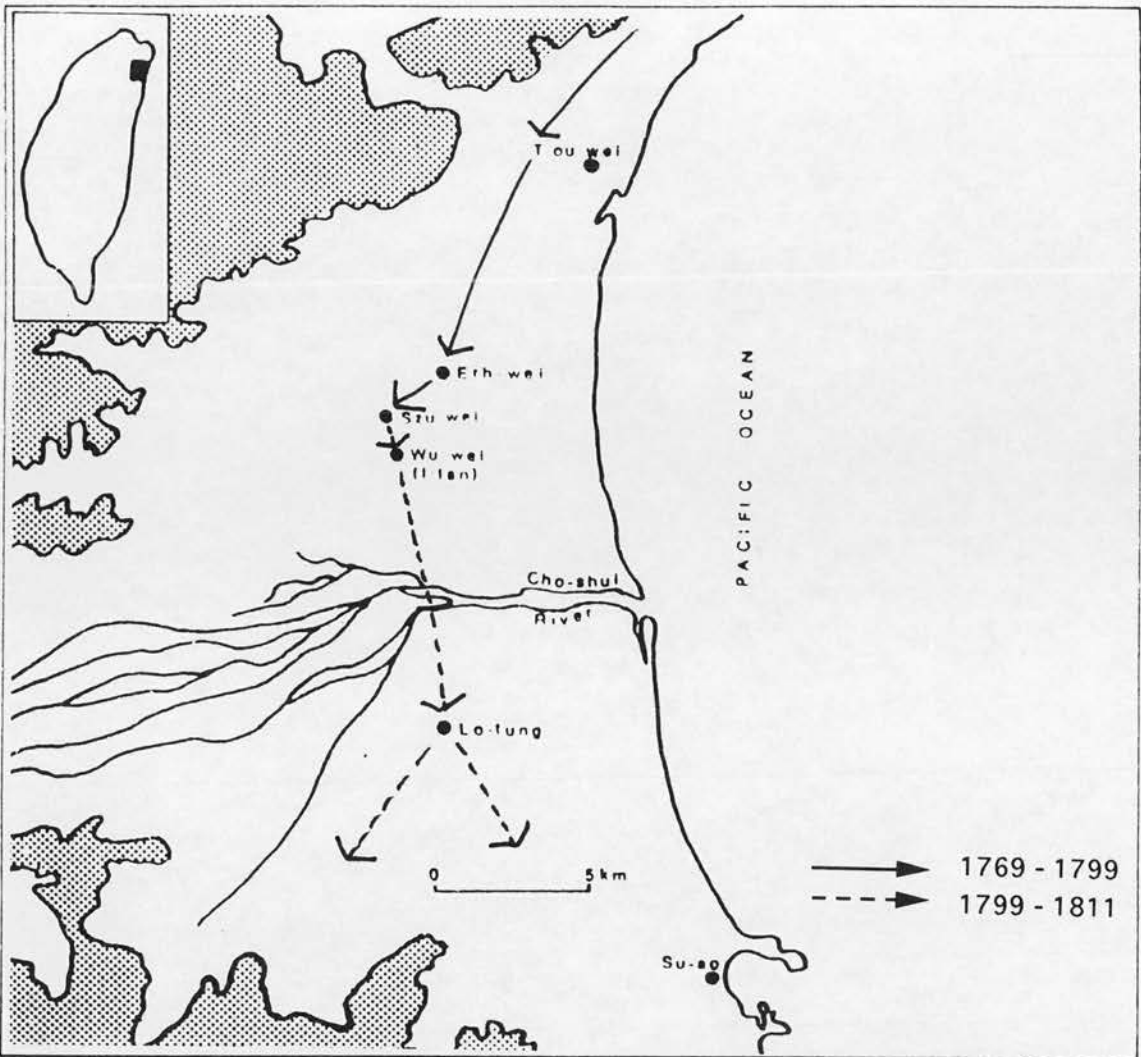 T'ou wei
Erh-wei
Szu wei
Wu wei
(I-lan)
PACIFIC OCEAN
Cho-shui
River
Lo-tung
0 5 km
1769 - 1799
1799 - 1811
Su-ao